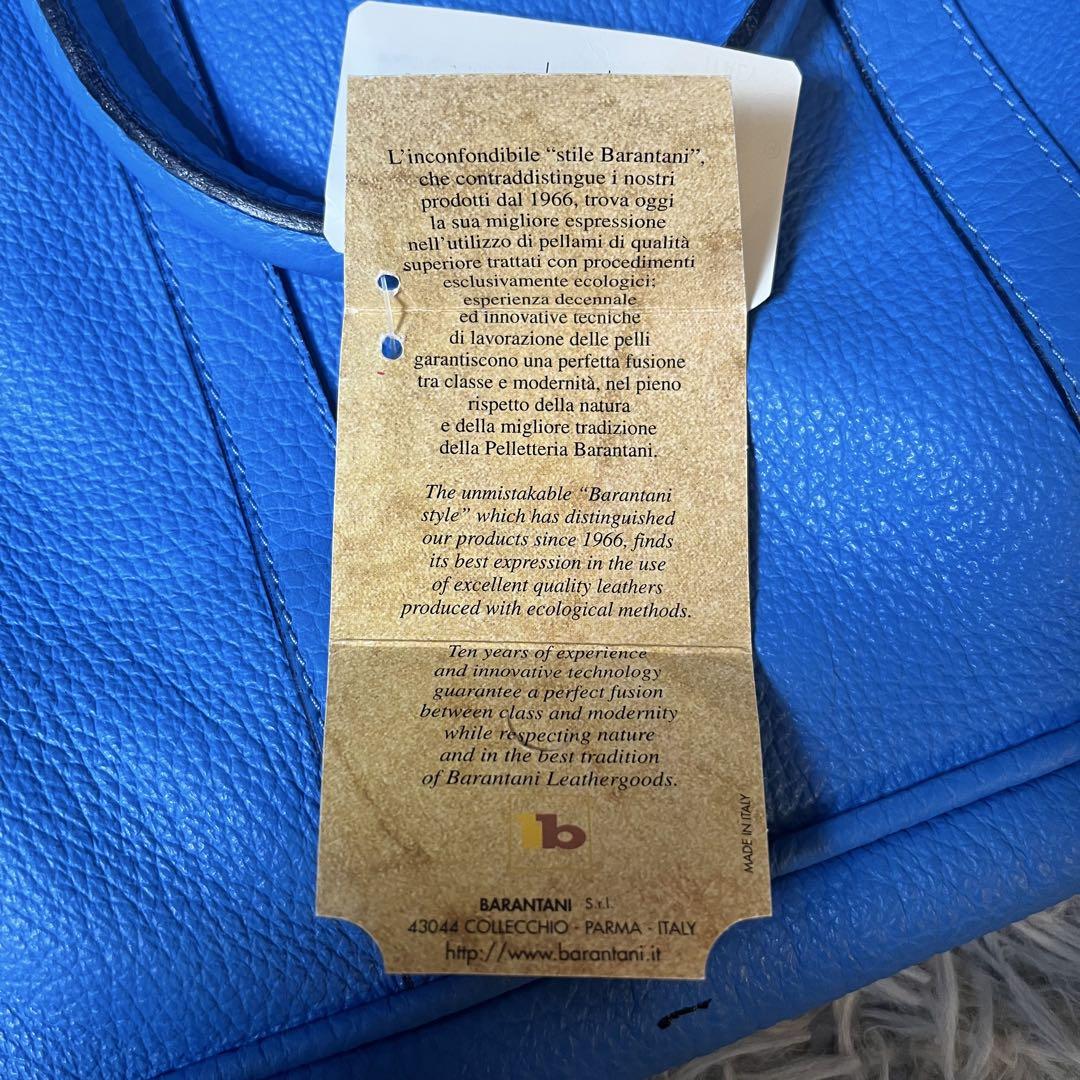 L'inconfondibile “stile Barantani”,
che contraddistingue i nostri
prodotti dal 1966, trova oggi
la sua migliore espressione
nell'utilizzo di pellami di qualità
superiore trattati con procedimenti
esclusivamente ecologici:
esperienza decennale
ed innovative tecniche
di lavorazione delle pelli
garantiscono una perfetta fusione
tra classe e modernità, nel pieno
rispetto della natura
e della migliore tradizione
della Pelletteria Barantani.
The unmistakable “Barantani
style” which has distinguished
our products since 1966, finds
its best expression in the use
of excellent quality leathers
produced with ecological methods.
Ten years of experience
and innovative technology
guarantee a perfect fusion
between class and modernity
while respecting nature
and in the best tradition
of Barantani Leathergoods.
lb
MADE IN ITALY
BARANTANI S.r.l.
43044 COLLECCHIO - PARMA - ITALY
http://www.barantani.it